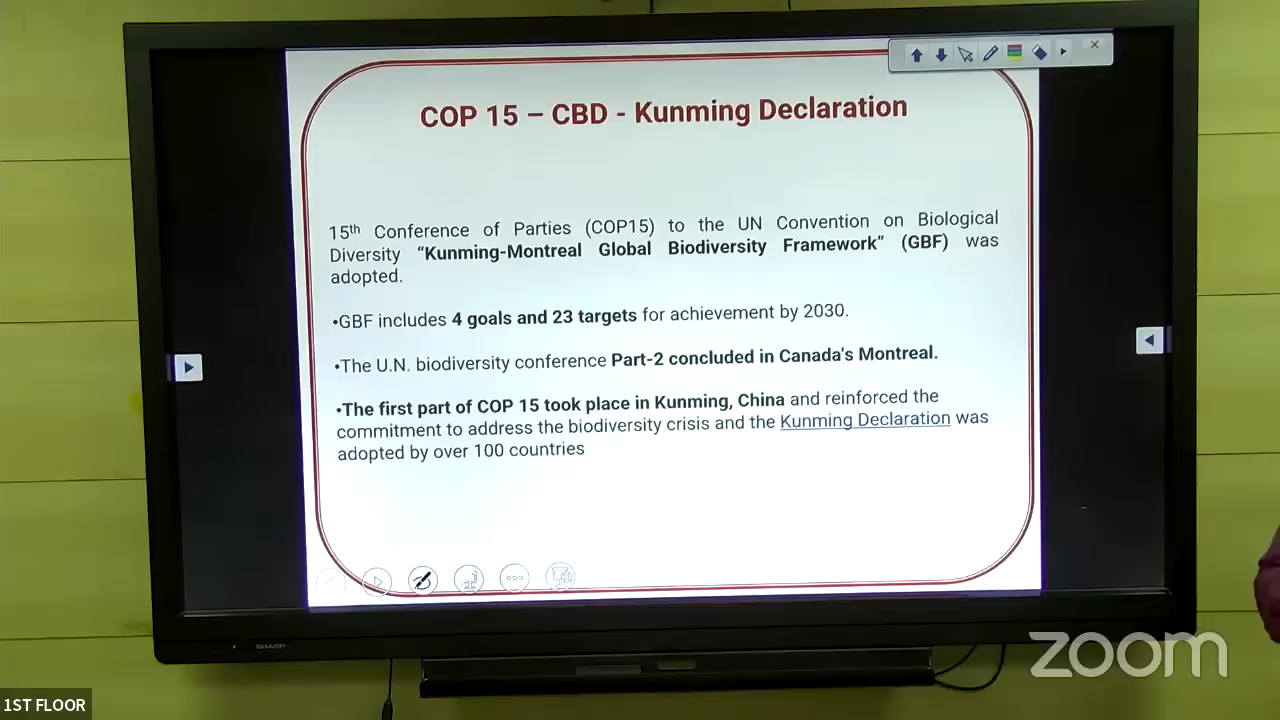 COP 15 – CBD - Kunming Declaration
15th Conference of Parties (COP15) to the UN Convention on Biological
Diversity “Kunming-Montreal Global Biodiversity Framework” (GBF) was
adopted.
•GBF includes 4 goals and 23 targets for achievement by 2030.
•The U.N. biodiversity conference Part-2 concluded in Canada's Montreal.
•The first part of COP 15 took place in Kunming, China and reinforced the
commitment to address the biodiversity crisis and the Kunming Declaration was
adopted by over 100 countries
SHARP
zoom
1ST FLOOR